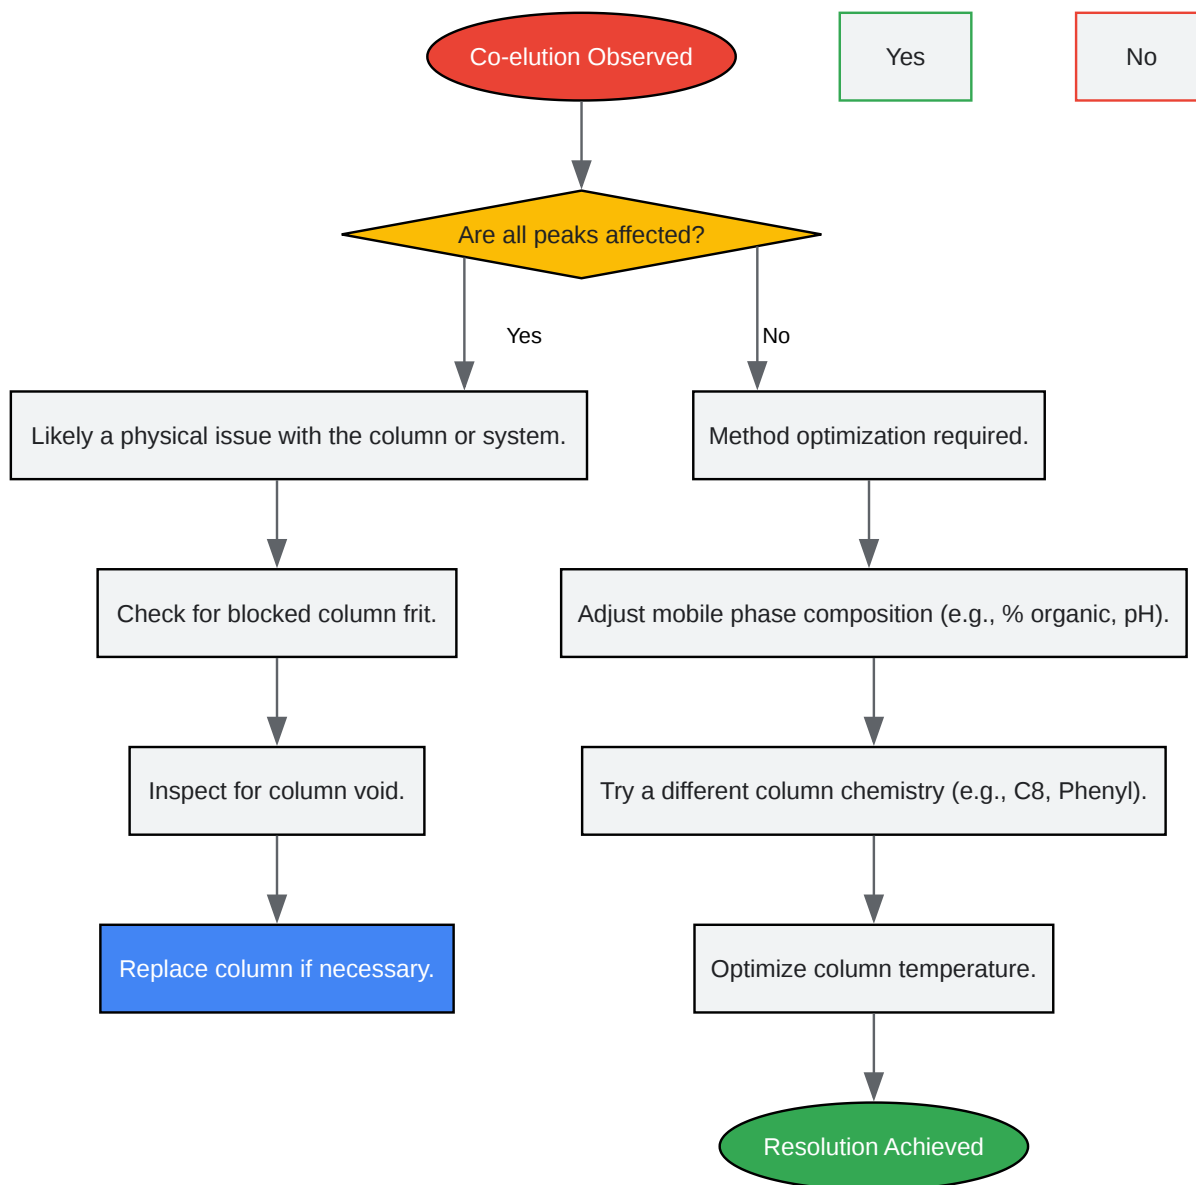 Co-elution Observed
Yes
No
Are all peaks affected?
Yes
No
Likely a physical issue with the column or system.
Method optimization required.
Check for blocked column frit.
Adjust mobile phase composition (e.g., % organic, pH).
Inspect for column void.
Try a different column chemistry (e.g., C8, Phenyl).
Replace column if necessary.
Optimize column temperature.
Resolution Achieved